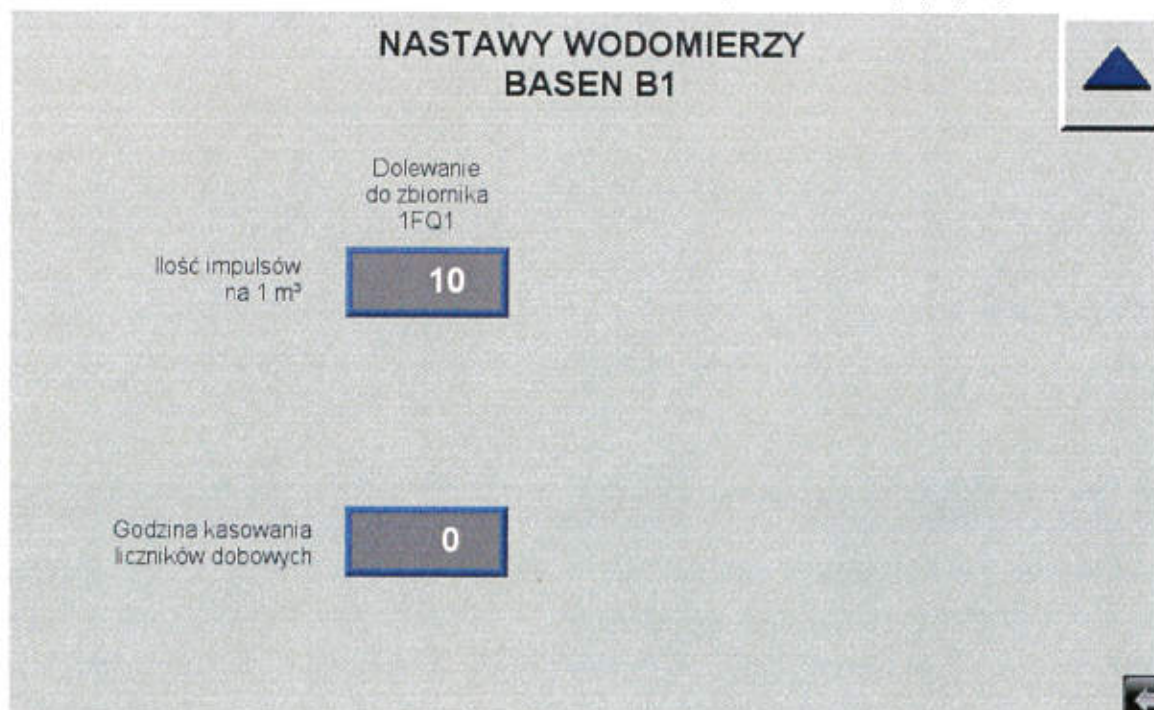 NASTAWY WODOMIERZY
BASEN B1
Dolewanie
do zbiornika
1FQ1
Ilość impulsów
na 1 m³
10
Godzina kasowania
liczników dobowych
0